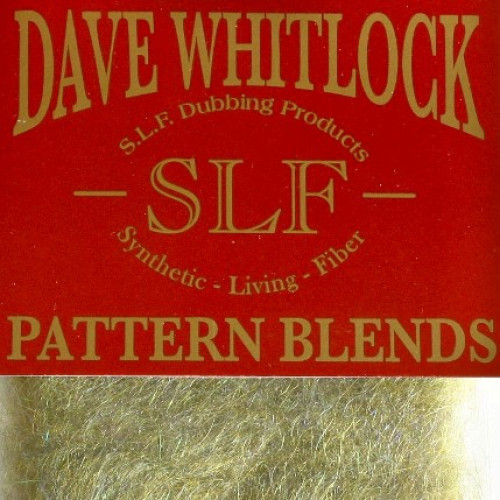 DAVE WHITLOCK
S.L.F. Dubbing Products
- SLF -
Synthetic - Living - Fiber
PATTERN BLENDS